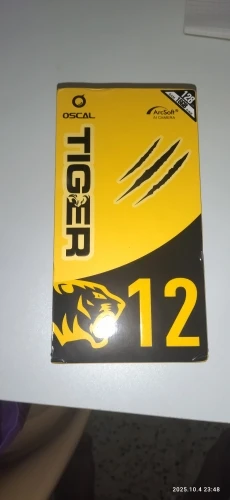 OSCAL
128
ArcSoft®
AI CAMERA
TIGER
12
2025.10.4 23:48